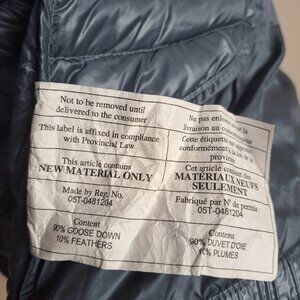 Not to be removed until
delivered to the consumer
This label is affixed in compliance
with Provincial Law
This article contains
NEW MATERIAL ONLY
Made by Reg. No.
05T-0481204
Content
90% GOOSE DOWN
10% FEATHERS
Ne pas enlever avant
livraison au consommateur
Cette étiquette est apposée
conformément à la loi de la
province
Cet article contient des
MATERIAUX NEUFS
SEULEMENT
Fabriqué par N° de permis :
05T-0481204
Contenu
90% DUVET D'OIE
10% PLUMES